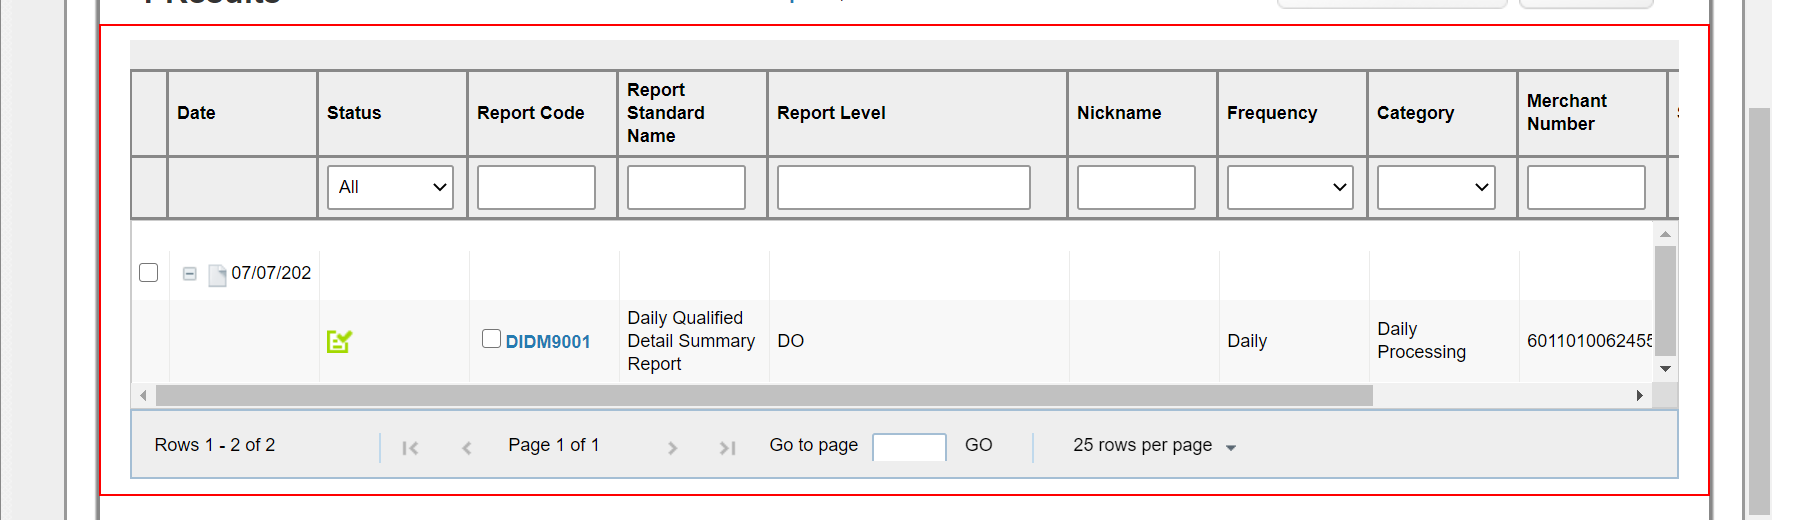 Results
Date
Status
Report Code
Report
Standard
Name
Report Level
Nickname
Frequency
Category
Merchant
Number
All
07/07/202
DIDM9001
Daily Qualified
Detail Summary
Report
DO
Daily
Daily
Processing
6011010062455
Rows 1 - 2 of 2
Page 1 of 1
Go to page
GO
25 rows per page